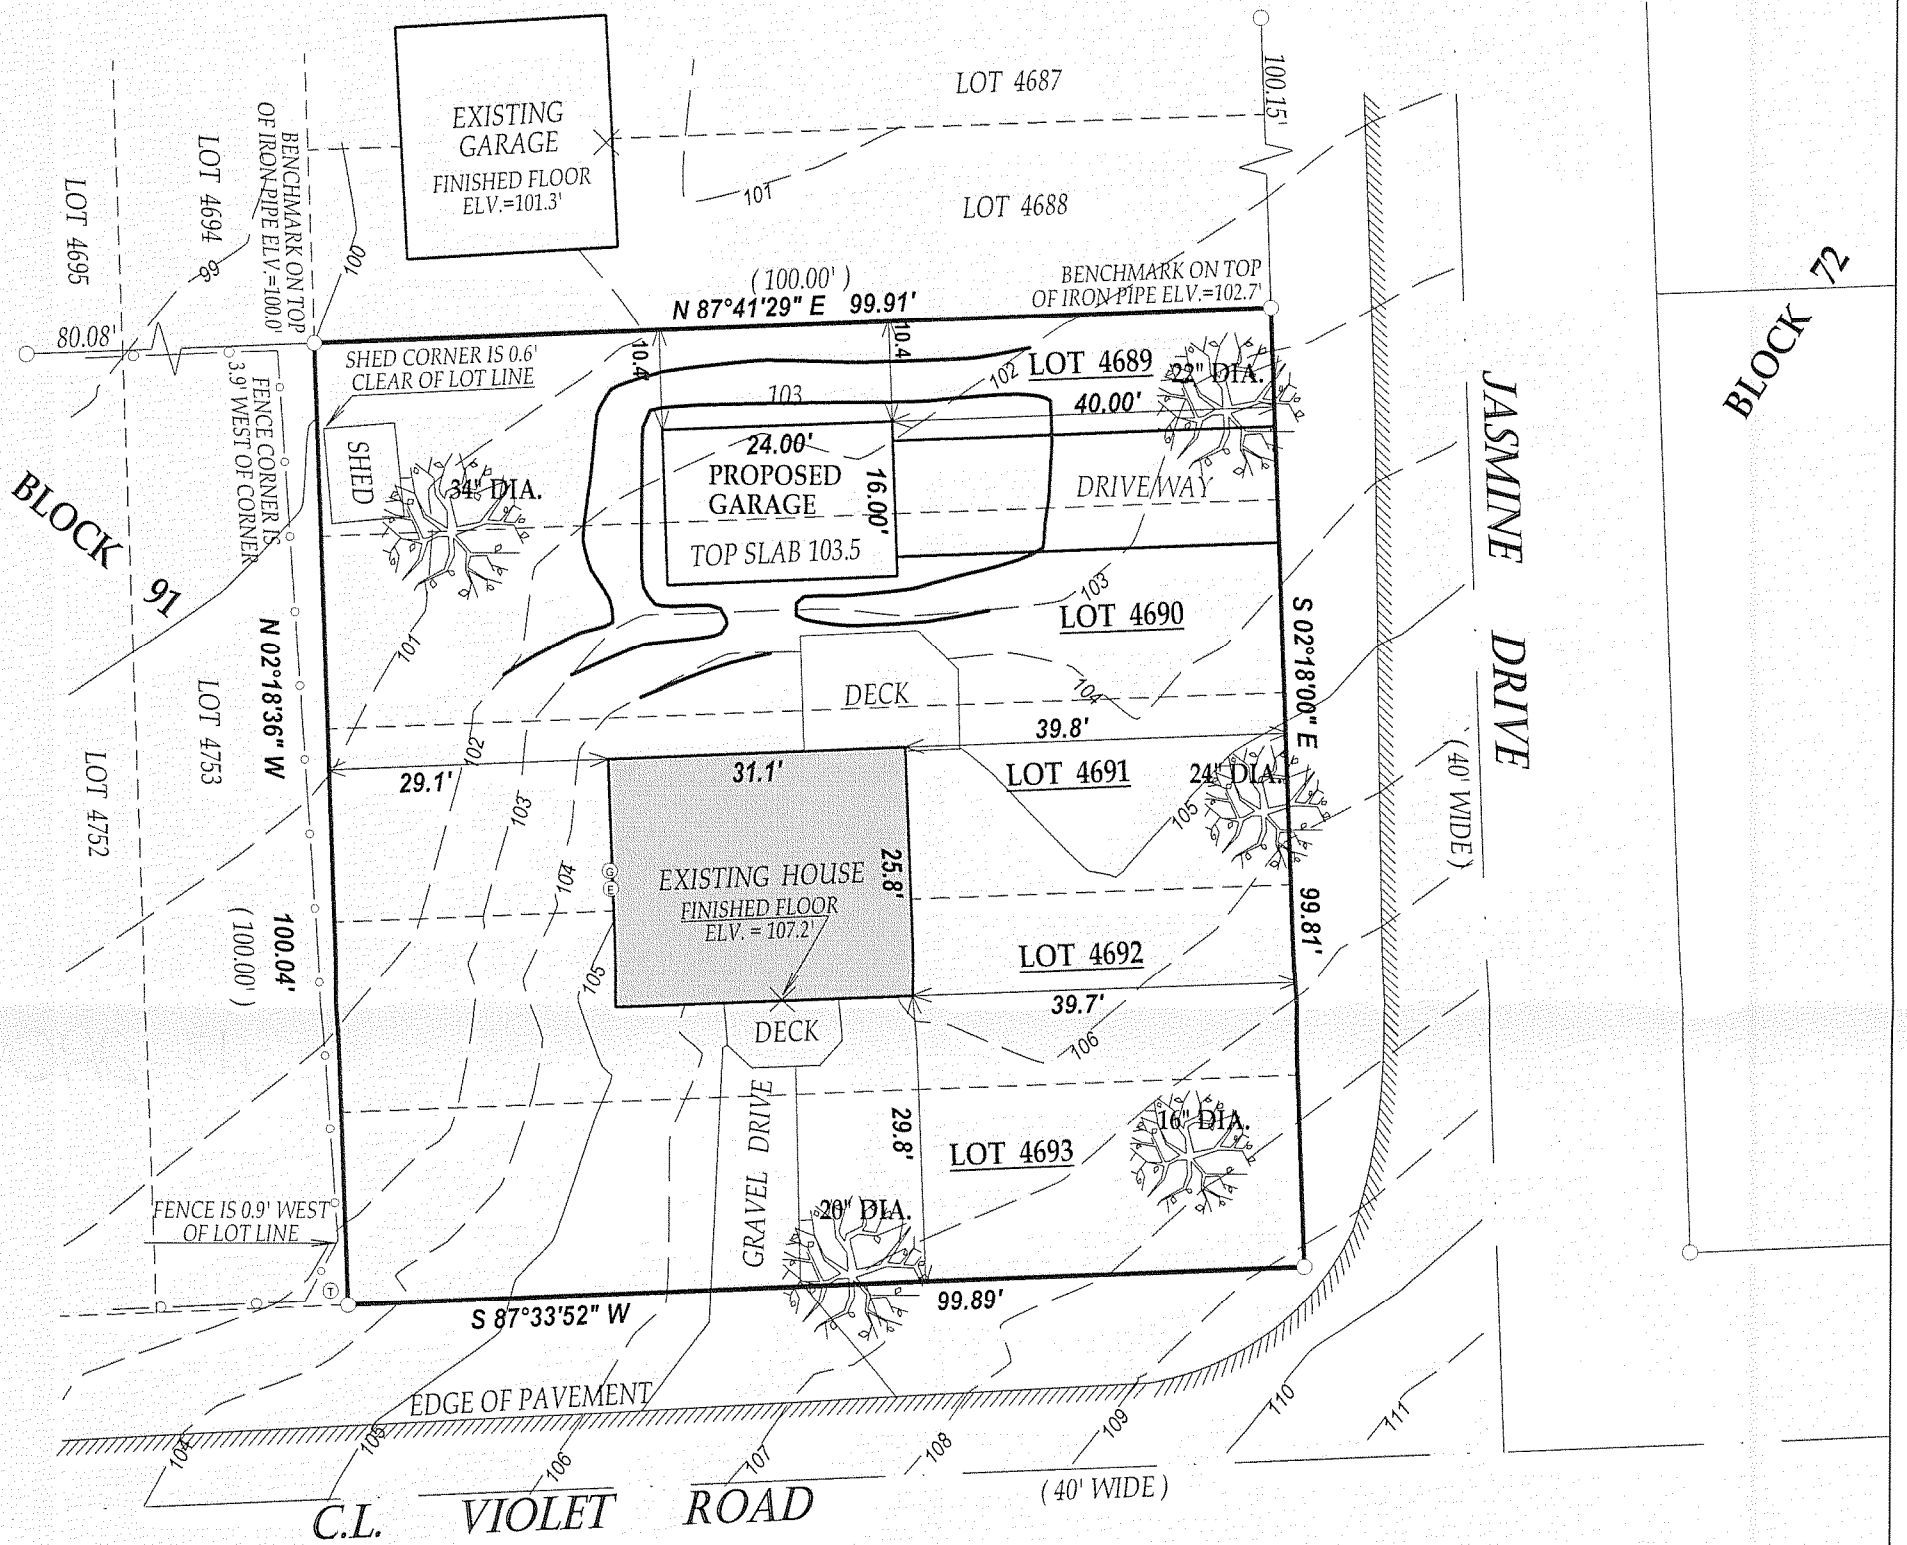 EXISTING
GARAGE
FINISHED FLOOR
ELV.=101.3'
LOT 4687
100.15'
101
LOT 4688
100
LOT 4695
LOT 4694
BENCHMARK ON TOP
OF IRON PIPE ELV.=100.0'
(100.00')
N 87°41'29" E 99.91'
BENCHMARK ON TOP
OF IRON PIPE ELV.=102.7'
BLOCK 72
80.08'
SHED CORNER IS 0.6'
CLEAR OF LOT LINE
10.4'
10.4
102
LOT 4689
22" DIA.
103
40.00'
FENCE CORNER IS
3.9' WEST OF CORNER
SHED
34" DIA.
24.00'
PROPOSED
GARAGE
16.00'
TOP SLAB 103.5
DRIVEWAY
JASMINE DRIVE
(40' WIDE)
BLOCK 91
103
LOT 4690
101
S 02°18'00" E
99.81'
N 02°18'36" W
100.04'
(100.00')
LOT 4753
LOT 4752
DECK
104
102
39.8'
29.1'
31.1'
LOT 4691
24" DIA.
103
105
104
G
E
EXISTING HOUSE
FINISHED FLOOR
ELV. = 107.2'
25.8'
105
LOT 4692
39.7'
DECK
106
GRAVEL DRIVE
29.8'
LOT 4693
16" DIA.
20" DIA.
FENCE IS 0.9' WEST
OF LOT LINE
T
S 87°33'52" W
99.89'
EDGE OF PAVEMENT
104
105
106
107
108
109
110
111
C.L. VIOLET ROAD
(40' WIDE)